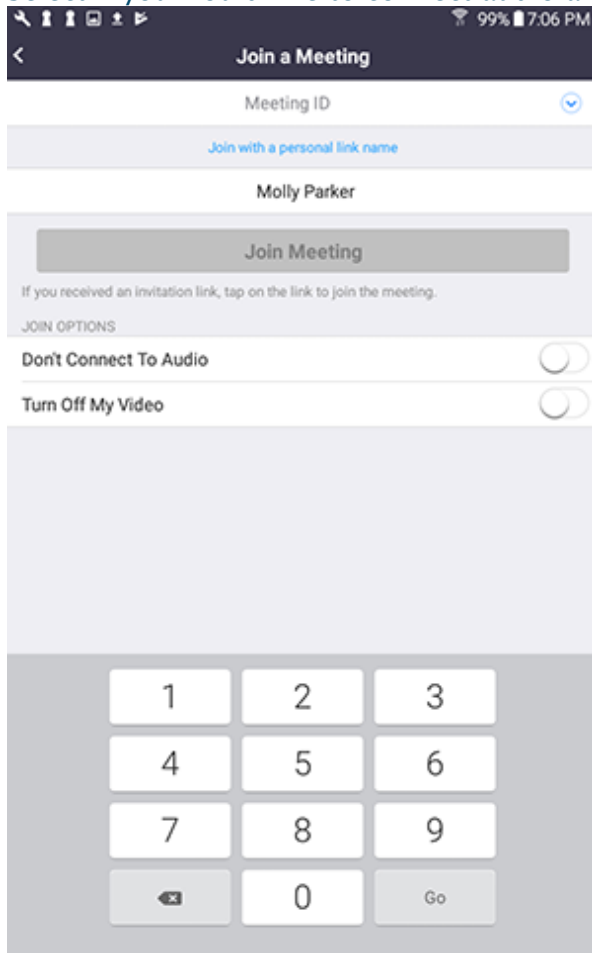 99% 7:06 PM
Join a Meeting
Meeting ID
Join with a personal link name
Molly Parker
Join Meeting
If you received an invitation link, tap on the link to join the meeting.
JOIN OPTIONS
Don't Connect To Audio
Turn Off My Video
1 2 3
4 5 6
7 8 9
0 Go